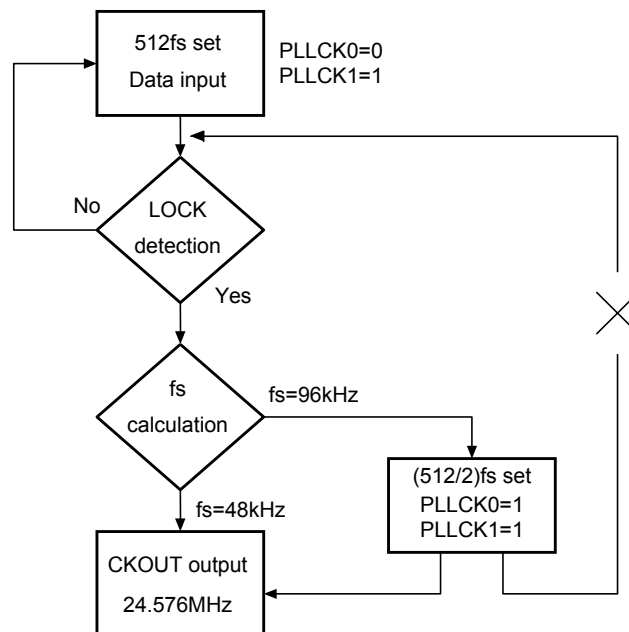 512fs set
Data input
PLLCK0=0
PLLCK1=1
No
LOCK
detection
Yes
fs
calculation
fs=96kHz
(512/2)fs set
PLLCK0=1
PLLCK1=1
fs=48kHz
CKOUT output
24.576MHz